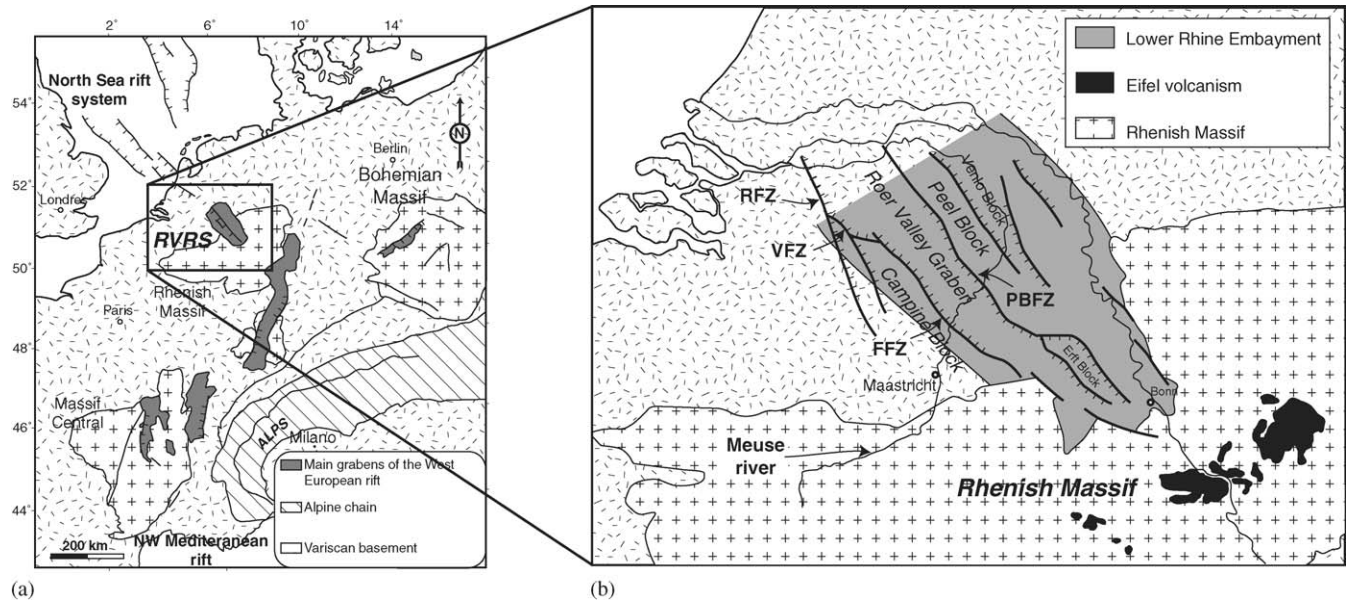 2° 6° 10° 14°
North Sea rift
system
54°
N
Berlin
Bohemian
Massif
52°
Londres
RVRS
50°
Rhenish
Massif
Paris
48°
Massif
Central
46°
ALPS
Milano
44°
Main grabens of the West
European rift
Alpine chain
Variscan basement
200 km
NW Mediteranean
rift
(a)
Lower Rhine Embayment
Eifel volcanism
Rhenish Massif
RFZ
VFZ
Roer Valley Graben
Peel Block
Venlo Block
Campine Block
PBFZ
FFZ
Erft Block
Maastricht
Bonn
Meuse
river
Rhenish Massif
(b)